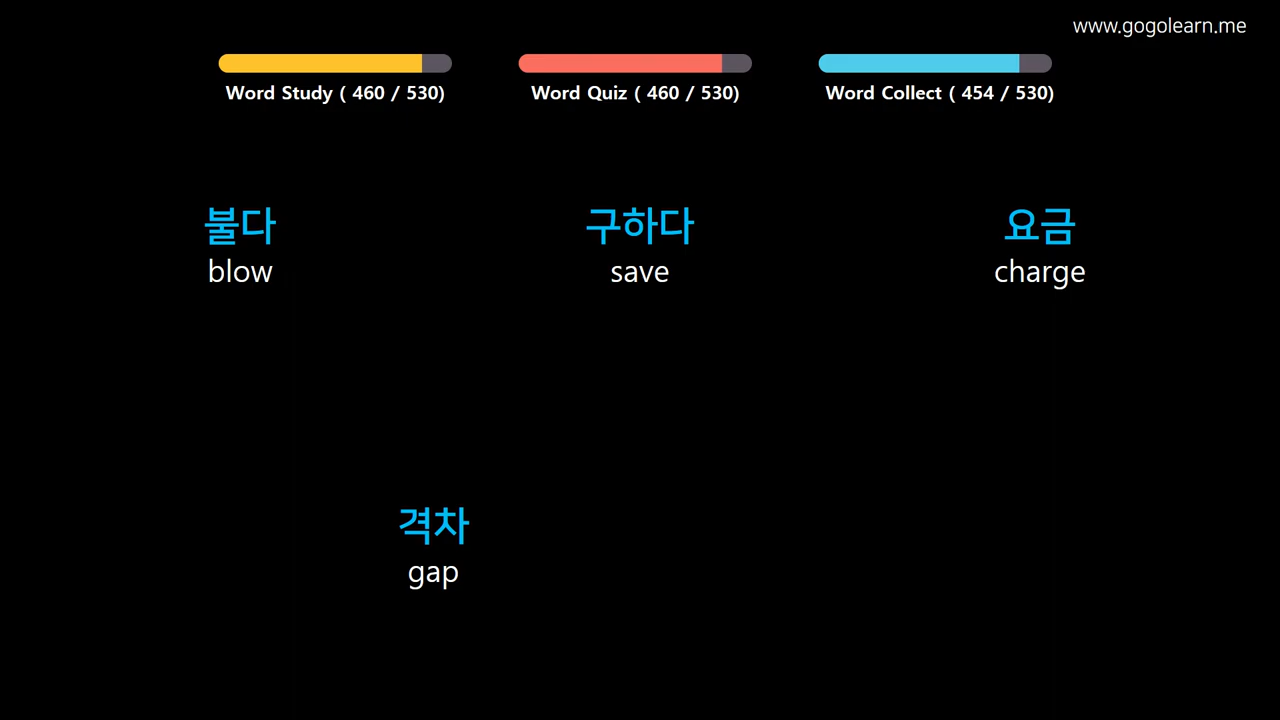 www.gogolearn.me
Word Study ( 460 / 530)
Word Quiz ( 460 / 530)
Word Collect ( 454 / 530)
불다
blow
구하다
save
요금
charge
격차
gap